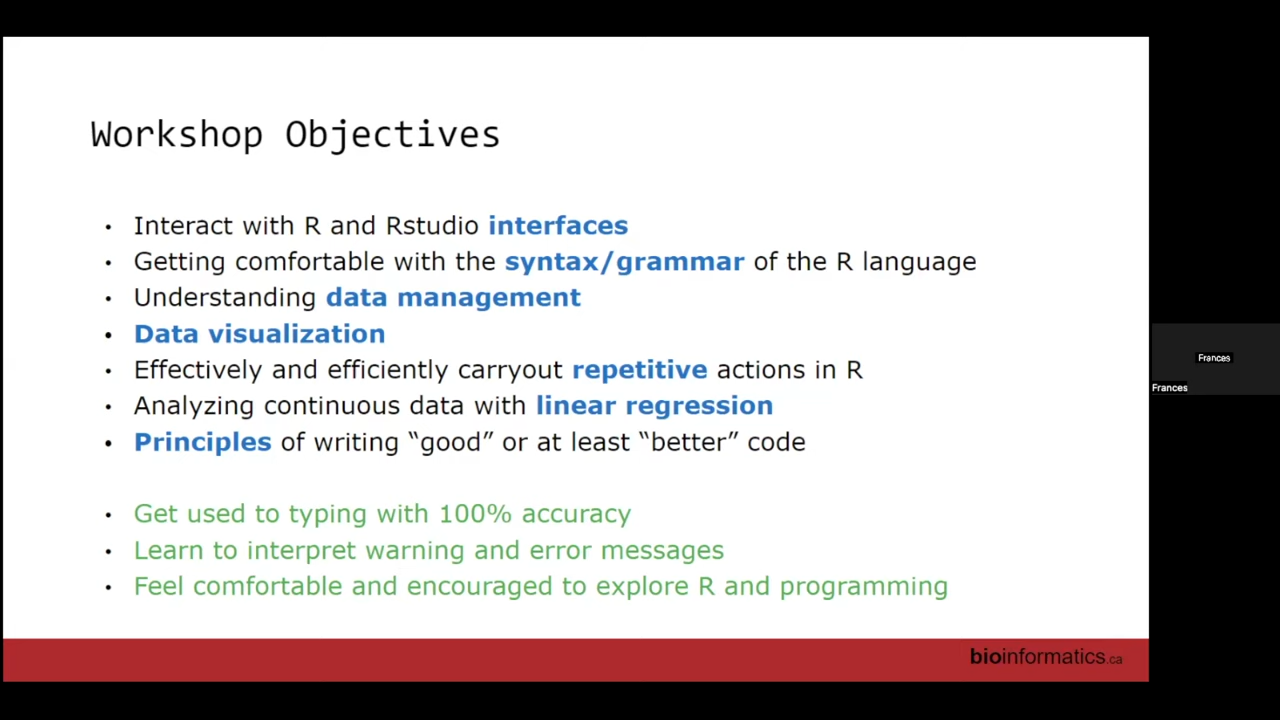 Workshop Objectives
• Interact with R and Rstudio interfaces
• Getting comfortable with the syntax/grammar of the R language
• Understanding data management
• Data visualization
• Effectively and efficiently carryout repetitive actions in R
• Analyzing continuous data with linear regression
• Principles of writing “good” or at least “better” code
• Get used to typing with 100% accuracy
• Learn to interpret warning and error messages
• Feel comfortable and encouraged to explore R and programming
bioinformatics.ca
Frances
Frances